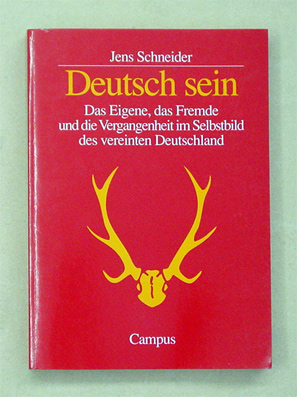 Jens Schneider
Deutsch sein
Das Eigene, das Fremde
und die Vergangenheit im Selbstbild
des vereinten Deutschland
Campus